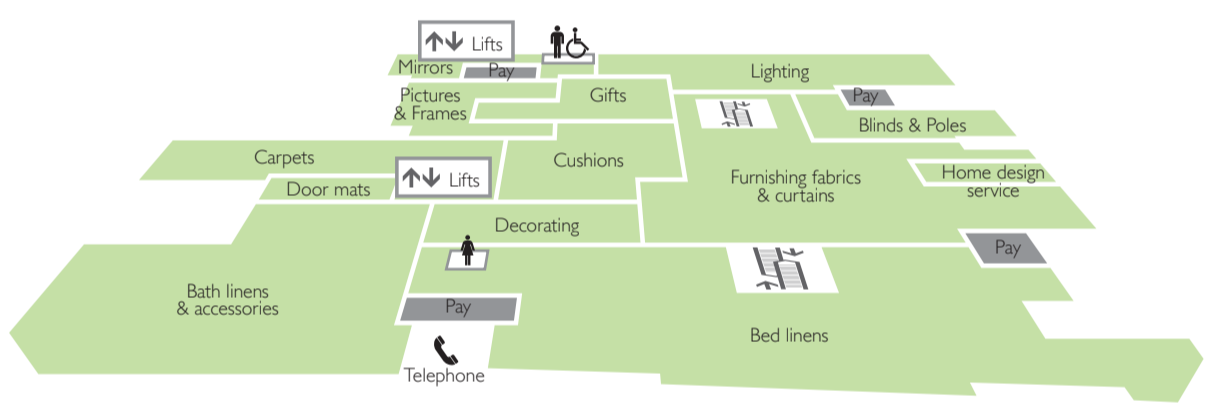 Lifts
Mirrors
Pay
Lighting
Pictures
& Frames
Gifts
Pay
Blinds & Poles
Carpets
Cushions
Door mats
Lifts
Furnishing fabrics
& curtains
Home design
service
Decorating
Pay
Bath linens
& accessories
Pay
Bed linens
Telephone